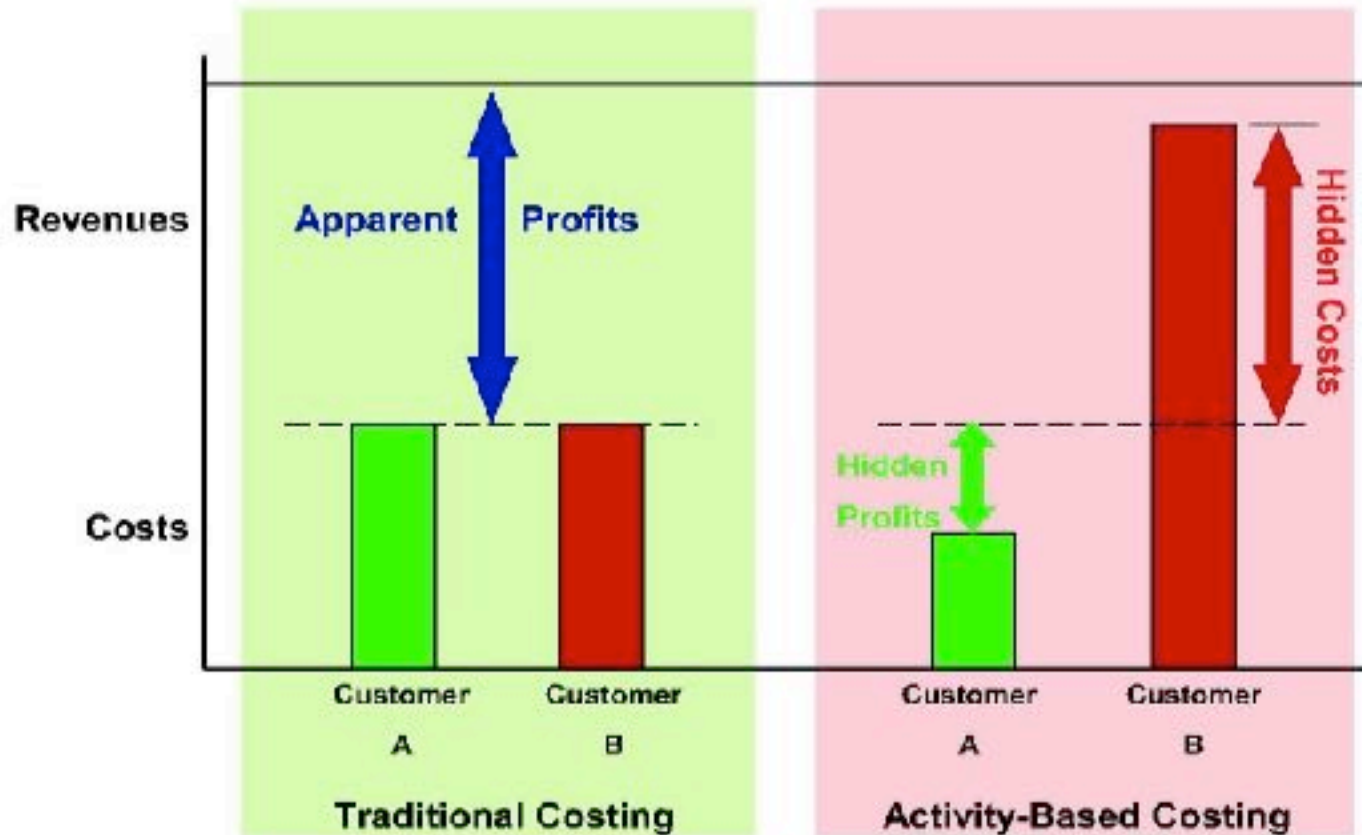 Revenues
Costs
Apparent Profits
Customer
A
Customer
B
Traditional Costing
Hidden
Profits
Hidden Costs
Customer
A
Customer
B
Activity-Based Costing